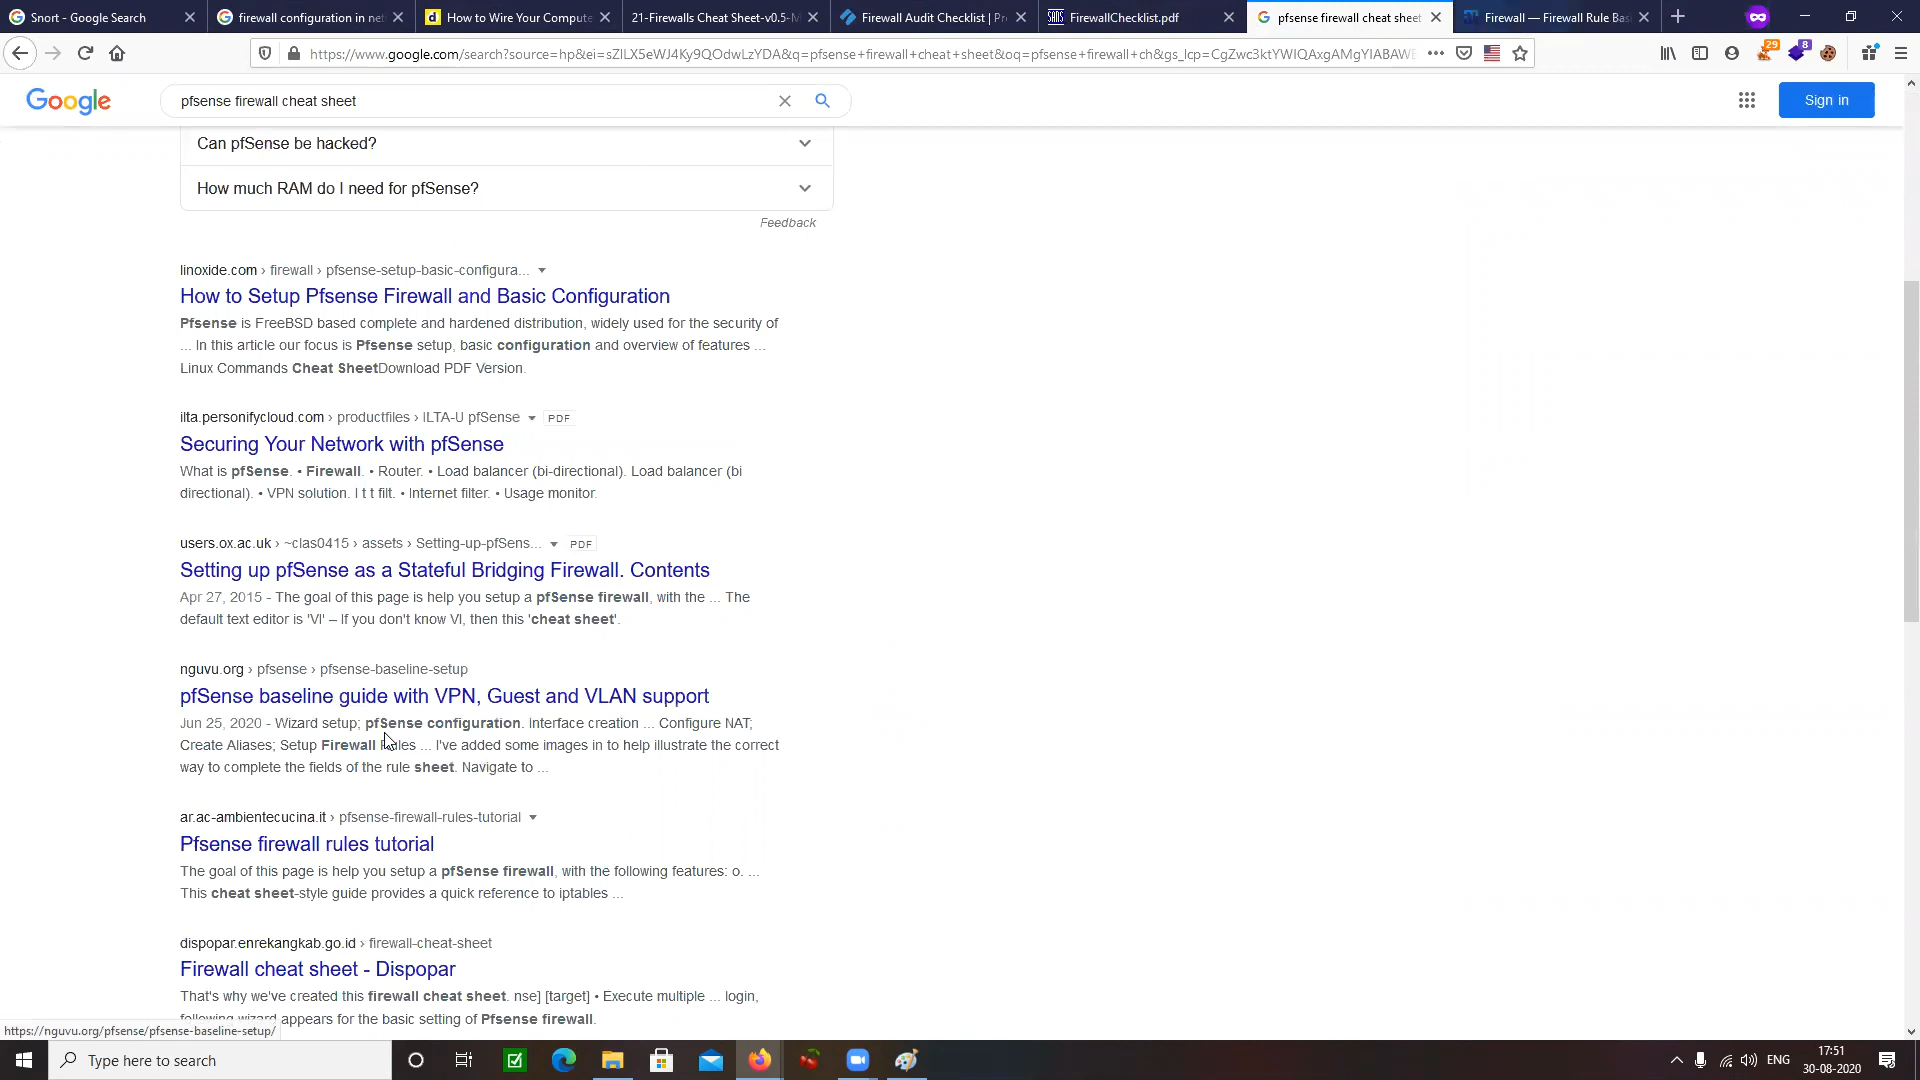 Snort - Google Search
firewall configuration in net
How to Wire Your Compute
21-Firewalls Cheat Sheet-v0.5-M
Firewall Audit Checklist | Pr
FirewallChecklist.pdf
pfsense firewall cheat sheet
Firewall — Firewall Rule Bas
https://www.google.com/search?source=hp&ei=sZlLX5eWJ4Ky9QOdwLzYDA&q=pfsense+firewall+cheat+sheet&oq=pfsense+firewall+ch&gs_lcp=CgZwc3ktYWIQAxgAMgYIABAWE
29
8
Google
pfsense firewall cheat sheet
Sign in
Can pfSense be hacked?
How much RAM do I need for pfSense?
Feedback
linoxide.com › firewall › pfsense-setup-basic-configura...
How to Setup Pfsense Firewall and Basic Configuration
Pfsense is FreeBSD based complete and hardened distribution, widely used for the security of
... In this article our focus is Pfsense setup, basic configuration and overview of features ...
Linux Commands Cheat SheetDownload PDF Version.
ilta.personifycloud.com › productfiles › ILTA-U pfSense PDF
Securing Your Network with pfSense
What is pfSense. • Firewall. • Router. • Load balancer (bi-directional). Load balancer (bi
directional). • VPN solution. I t t filt. • Internet filter. • Usage monitor.
users.ox.ac.uk › ~clas0415 › assets › Setting-up-pfSens... PDF
Setting up pfSense as a Stateful Bridging Firewall. Contents
Apr 27, 2015 - The goal of this page is help you setup a pfSense firewall, with the ... The
default text editor is 'VI' – If you don't know VI, then this 'cheat sheet'.
nguvu.org › pfsense › pfsense-baseline-setup
pfSense baseline guide with VPN, Guest and VLAN support
Jun 25, 2020 - Wizard setup; pfSense configuration. Interface creation ... Configure NAT;
Create Aliases; Setup Firewall Rules ... I've added some images in to help illustrate the correct
way to complete the fields of the rule sheet. Navigate to ...
ar.ac-ambientecucina.it › pfsense-firewall-rules-tutorial
Pfsense firewall rules tutorial
The goal of this page is help you setup a pfSense firewall, with the following features: o. ...
This cheat sheet-style guide provides a quick reference to iptables ...
dispopar.enrekangkab.go.id › firewall-cheat-sheet
Firewall cheat sheet - Dispopar
That's why we've created this firewall cheat sheet. nse] [target] • Execute multiple ... login,
following wizard appears for the basic setting of Pfsense firewall.
https://nguvu.org/pfsense/pfsense-baseline-setup/
Type here to search
ENG
17:51
30-08-2020